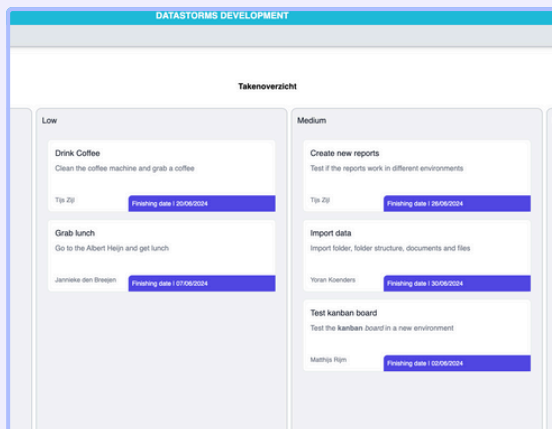 DATASTORMS DEVELOPMENT
Takenoverzicht
Low
Drink Coffee
Clean the coffee machine and grab a coffee
Tijs Zijl
Finishing date | 20/06/2024
Grab lunch
Go to the Albert Heijn and get lunch
Jannieke den Breejen
Finishing date | 07/06/2024
Medium
Create new reports
Test if the reports work in different environments
Tijs Zijl
Finishing date | 26/06/2024
Import data
Import folder, folder structure, documents and files
Yoran Koenders
Finishing date | 30/06/2024
Test kanban board
Test the kanban board in a new environment
Matthijs Rijm
Finishing date | 02/06/2024